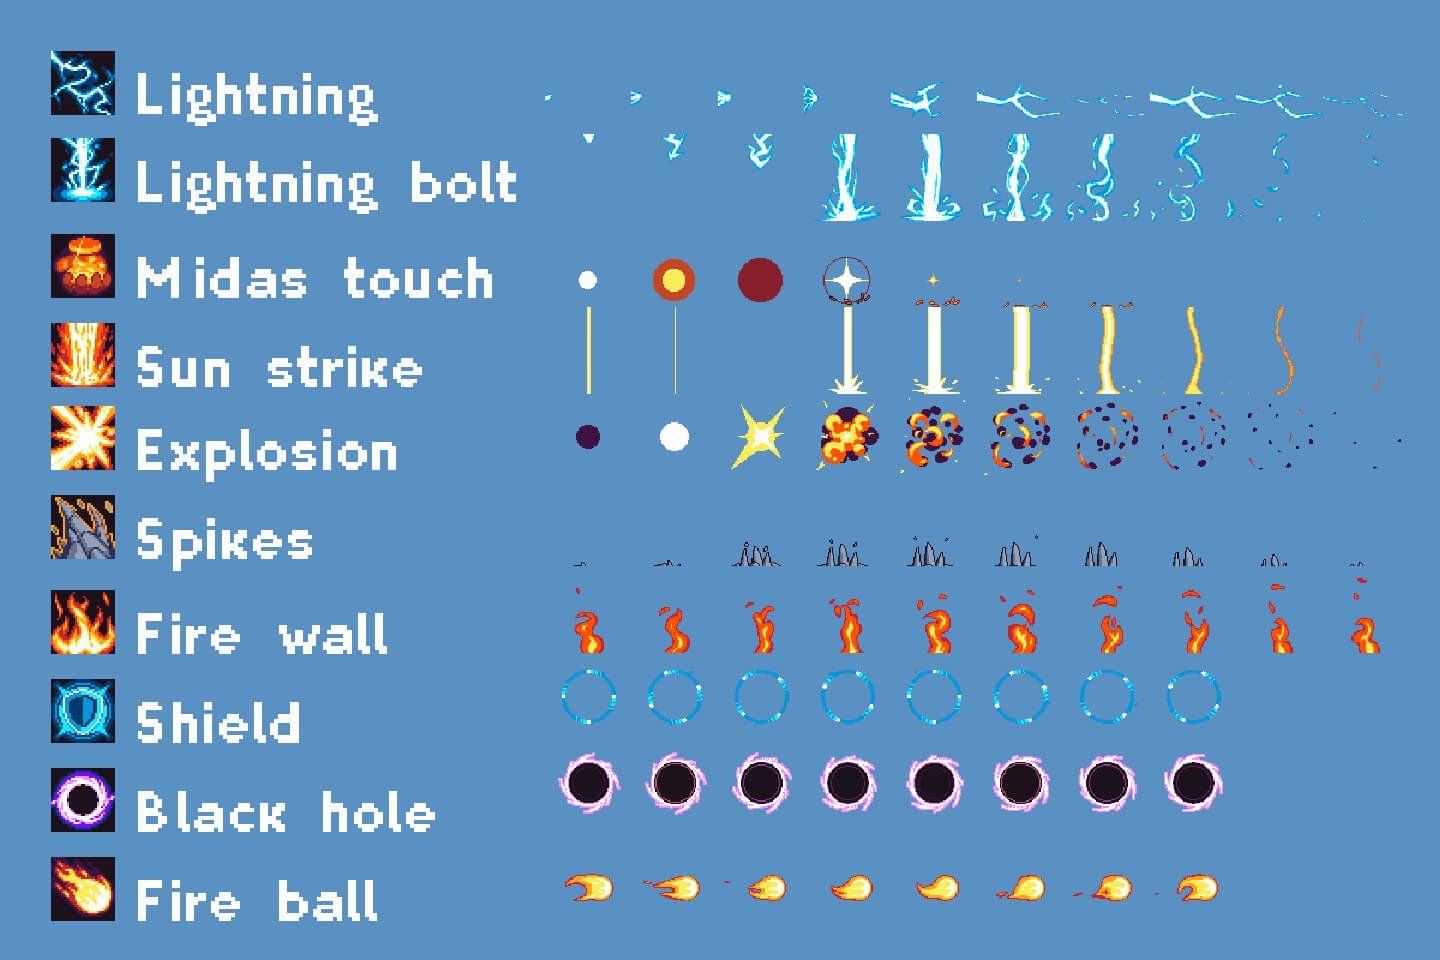 Lightning
Lightning bolt
Midas touch
Sun strike
Explosion
Spikes
Fire wall
Shield
Black hole
Fire ball